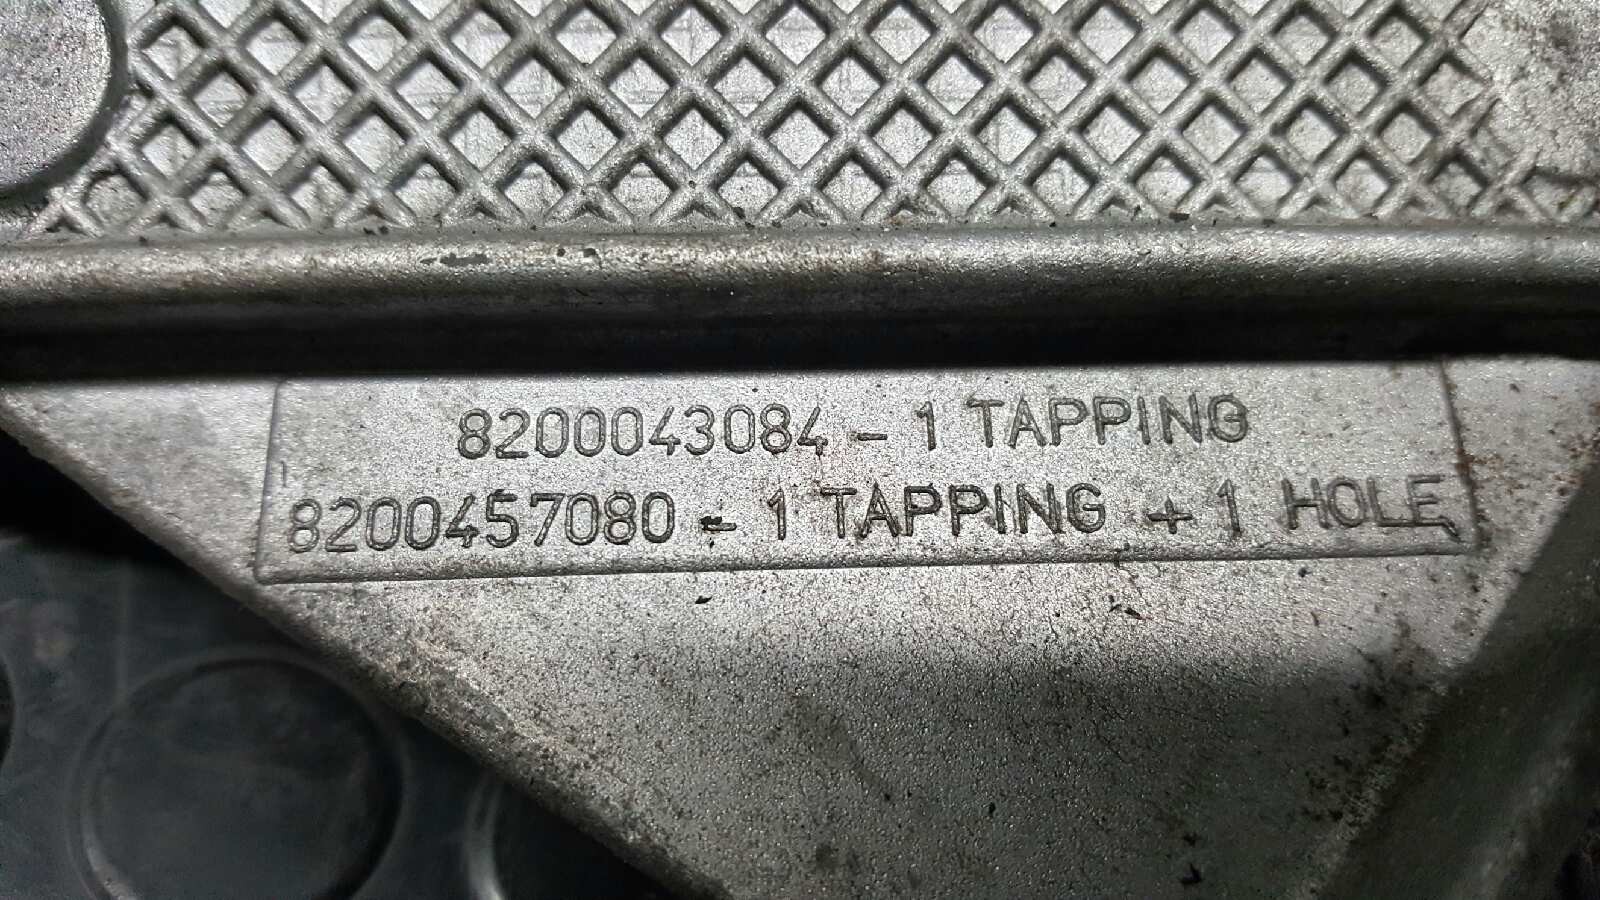 8200043084 - 1 TAPPING
8200457080 - 1 TAPPING + 1 HOLE